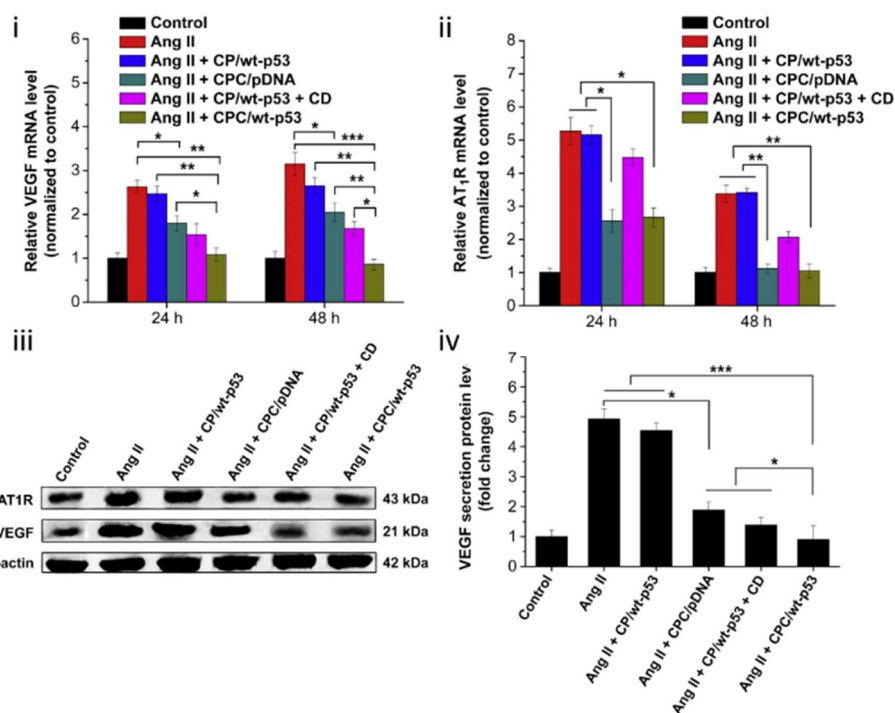 i
Control
Ang II
Ang II + CP/wt-p53
Ang II + CPC/pDNA
Ang II + CP/wt-p53 + CD
Ang II + CPC/wt-p53
Relative VEGF mRNA level
(normalized to control)
6
5
4
3
2
1
0
*
**
**
*
*
***
**
**
*
24 h
48 h
ii
Control
Ang II
Ang II + CP/wt-p53
Ang II + CPC/pDNA
Ang II + CP/wt-p53 + CD
Ang II + CPC/wt-p53
Relative AT₁R mRNA level
(normalized to control)
8
7
6
5
4
3
2
1
0
*
*
**
**
24 h
48 h
iii
Control
Ang II
Ang II + CP/wt-p53
Ang II + CPC/pDNA
Ang II + CP/wt-p53 + CD
Ang II + CPC/wt-p53
AT1R
43 kDa
VEGF
21 kDa
-actin
42 kDa
iv
VEGF secretion protein lev
(fold change)
7
6
5
4
3
2
1
0
***
*
*
Control
Ang II
Ang II + CP/wt-p53
Ang II + CPC/pDNA
Ang II + CP/wt-p53 + CD
Ang II + CPC/wt-p53